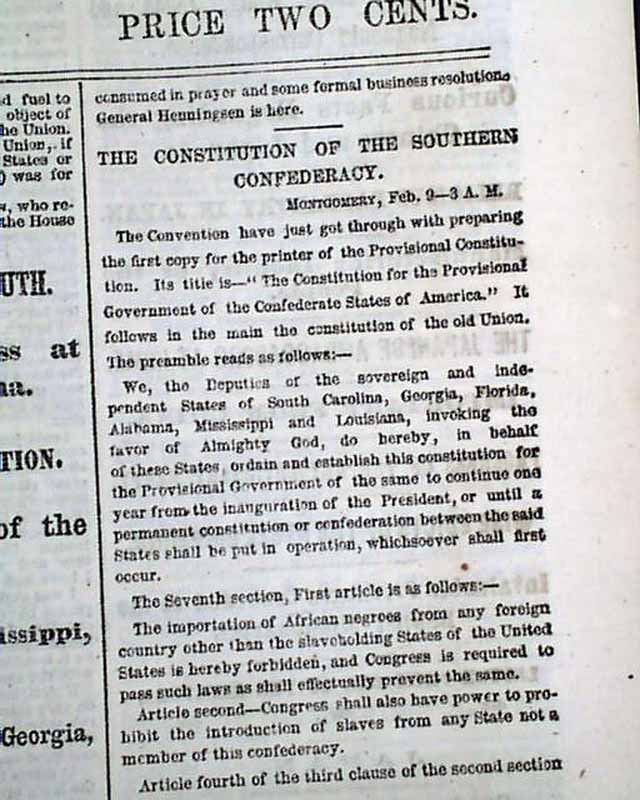 PRICE TWO CENTS.
d fuel to
object of
he Union.
Union, if
States or
) was for
, who re-
the House
UTH.
ss at
na.
TION.
of the
issippi,
Georgia,
consumed in prayer and some formal business resolutions
General Henningsen is here.
THE CONSTITUTION OF THE SOUTHERN
CONFEDERACY.
MONTGOMERY, Feb. 9—3 A. M.
The Convention have just got through with preparing
the first copy for the printer of the Provisional Constitu-
tion. Its title is—"The Constitution for the Provisional
Government of the Confederate States of America." It
follows in the main the constitution of the old Union.
The preamble reads as follows:—
We, the Deputies of the sovereign and inde-
pendent States of South Carolina, Georgia, Florida,
Alabama, Mississippi and Louisiana, invoking the
favor of Almighty God, do hereby, in behalf
of these States, ordain and establish this constitution for
the Provisional Government of the same to continue one
year from the inauguration of the President, or until a
permanent constitution or confederation between the said
States shall be put in operation, whichsoever shall first
occur.
The Seventh section, First article is as follows:—
The importation of African negroes from any foreign
country other than the slaveholding States of the United
States is hereby forbidden, and Congress is required to
pass such laws as shall effectually prevent the same.
Article second—Congress shall also have power to pro-
hibit the introduction of slaves from any State not a
member of this confederacy.
Article fourth of the third clause of the second section